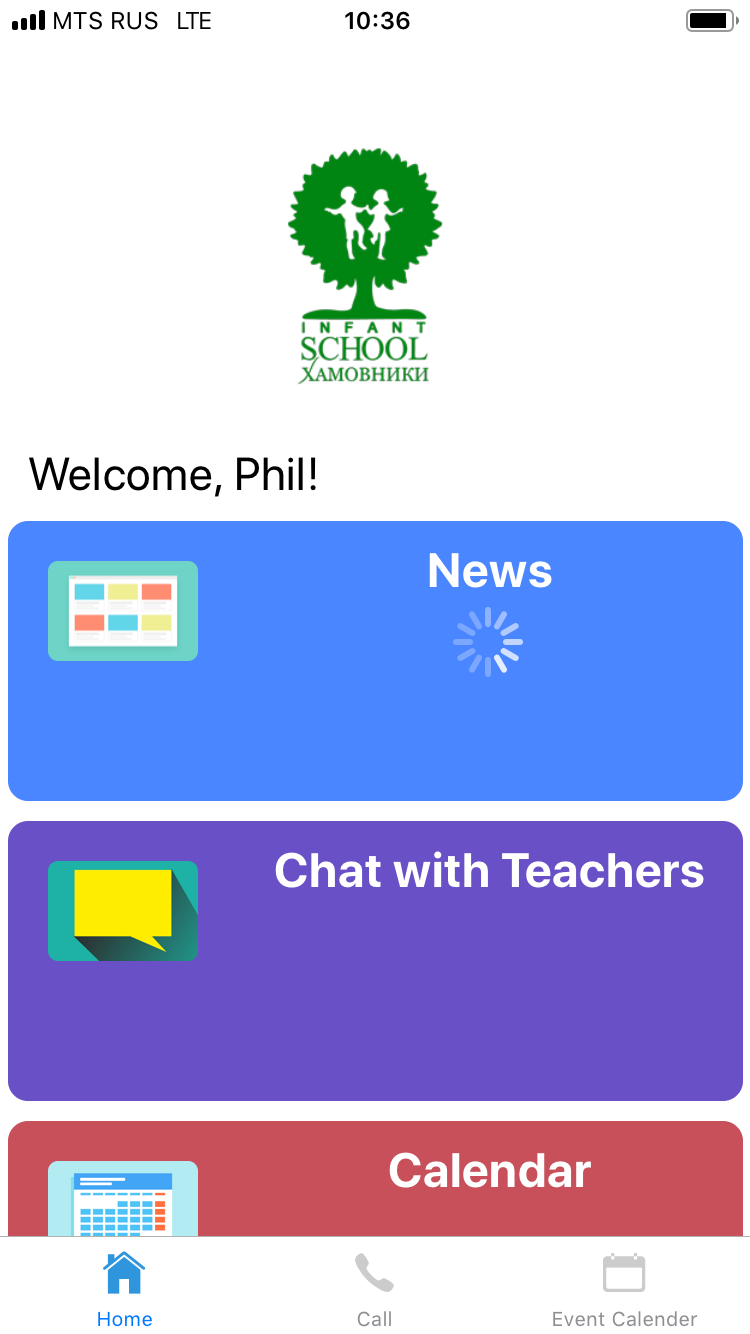 MTS RUS LTE 10:36
INFANT
SCHOOL
ХАМОВНИКИ
Welcome, Phil!
News
Chat with Teachers
Calendar
Home Call Event Calender